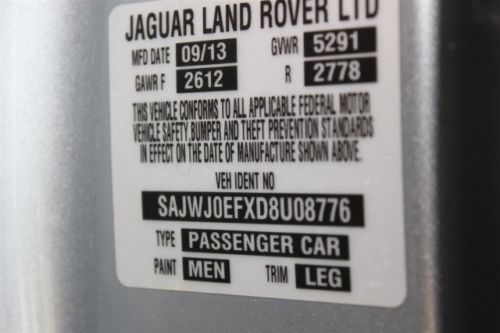 JAGUAR LAND ROVER LTD
MFD DATE 09/13 GVWR 5291
GAWR F 2612 R 2778
THIS VEHICLE CONFORMS TO ALL APPLICABLE FEDERAL MOTOR
VEHICLE SAFETY, BUMPER AND THEFT PREVENTION STANDARDS
IN EFFECT ON THE DATE OF MANUFACTURE SHOWN ABOVE.
VEH IDENT NO
SAJWJ0EFXD8U08776
TYPE PASSENGER CAR
PAINT MEN TRIM LEG